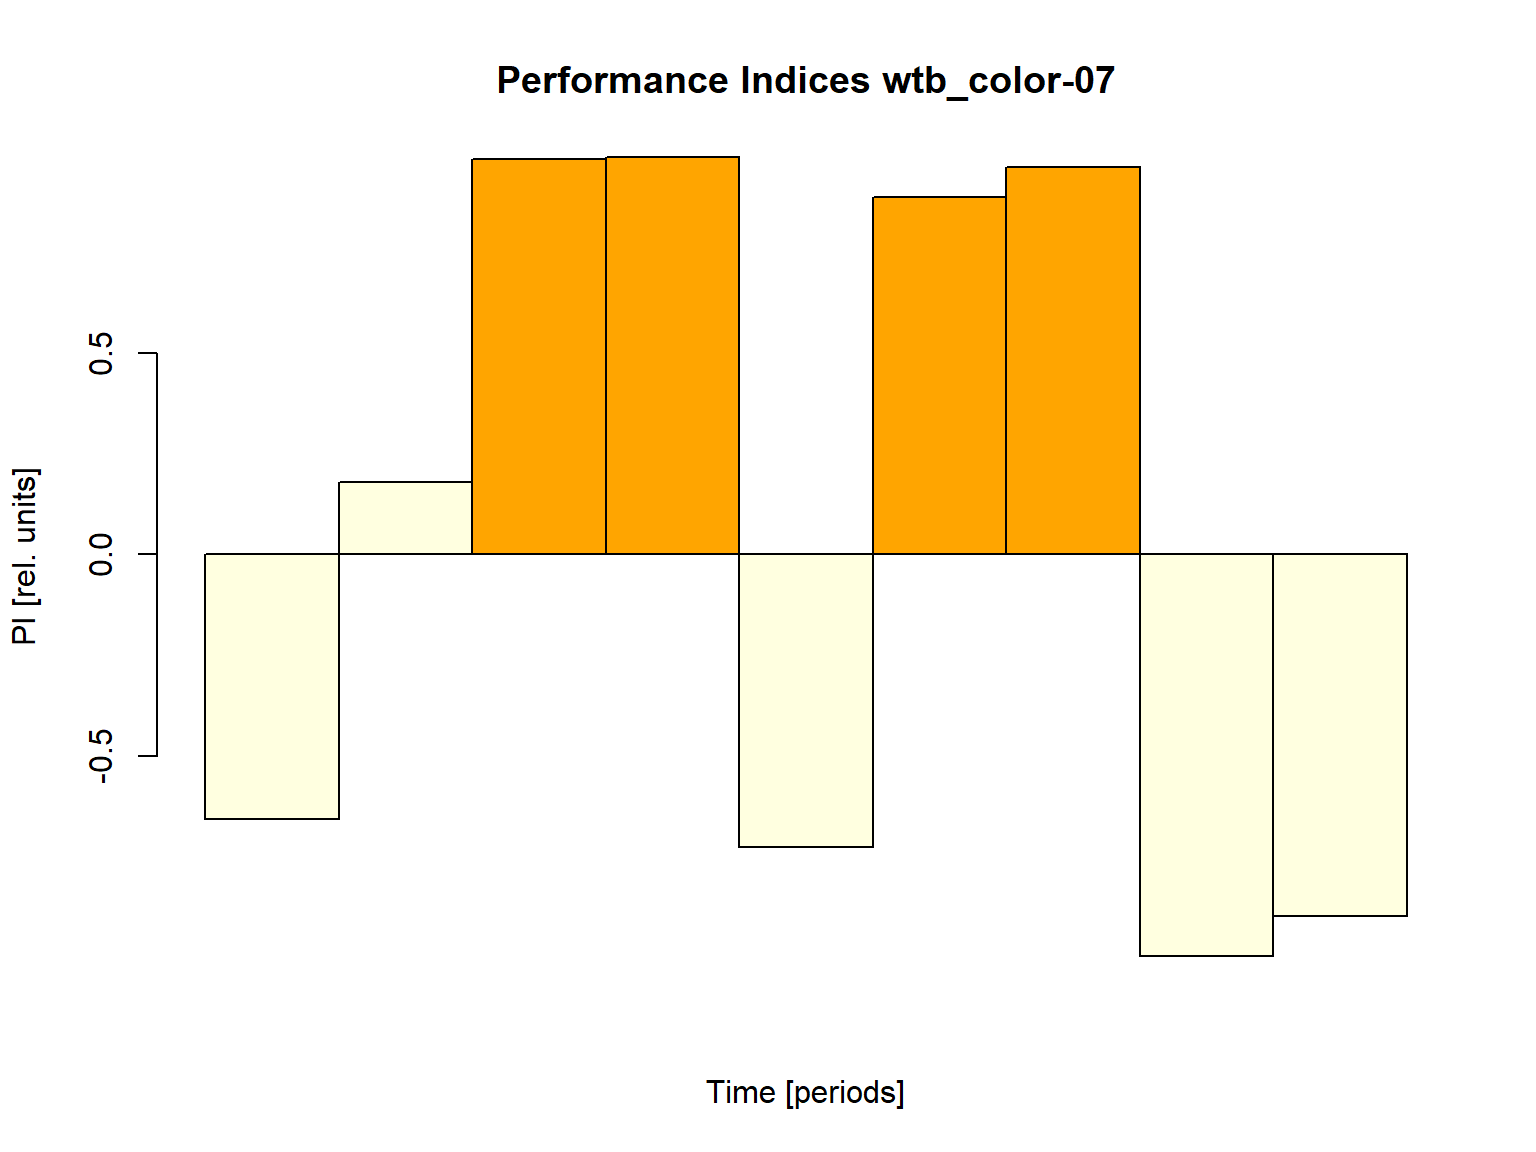 Performance Indices wtb_color-07
PI [rel. units]
0.5
0.0
-0.5
Time [periods]